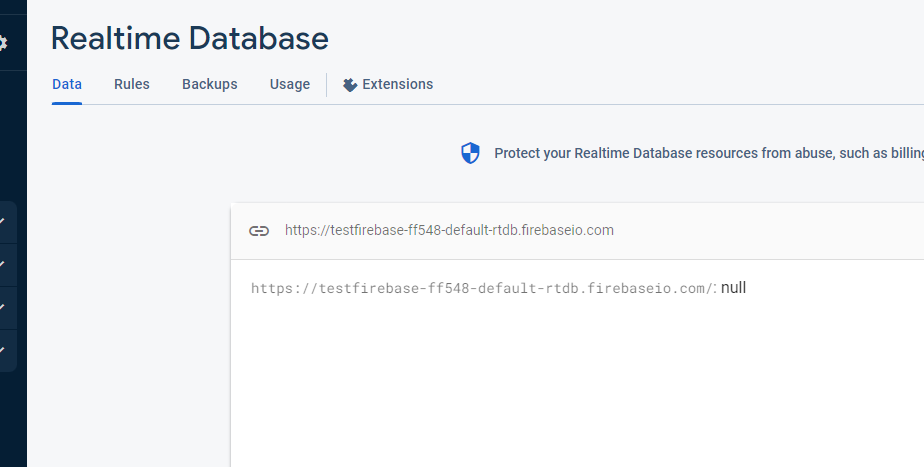 Realtime Database
Data Rules Backups Usage Extensions
Protect your Realtime Database resources from abuse, such as billing
https://testfirebase-ff548-default-rtdb.firebaseio.com
https://testfirebase-ff548-default-rtdb.firebaseio.com/: null